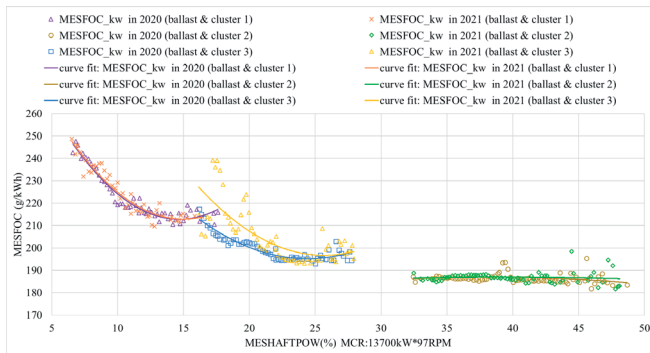 MESFOC_kw in 2020 (ballast & cluster 1) MESFOC_kw in 2021 (ballast & cluster 1)
MESFOC_kw in 2020 (ballast & cluster 2) MESFOC_kw in 2021 (ballast & cluster 2)
MESFOC_kw in 2020 (ballast & cluster 3) MESFOC_kw in 2021 (ballast & cluster 3)
curve fit: MESFOC_kw in 2020 (ballast & cluster 1) curve fit: MESFOC_kw in 2021 (ballast & cluster 1)
curve fit: MESFOC_kw in 2020 (ballast & cluster 2) curve fit: MESFOC_kw in 2021 (ballast & cluster 2)
curve fit: MESFOC_kw in 2020 (ballast & cluster 3) curve fit: MESFOC_kw in 2021 (ballast & cluster 3)
260
250
240
230
220
210
200
190
180
170
MESFOC (g/kWh)
5 10 15 20 25 30 35 40 45 50
MESHAFTPOW(%) MCR:13700kW*97RPM